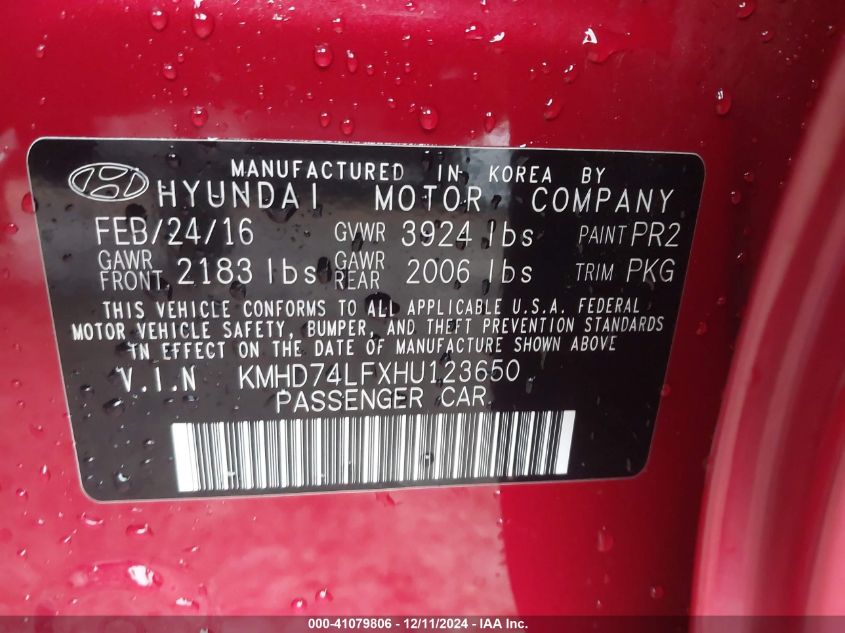 MANUFACTURED IN KOREA BY
HYUNDAI MOTOR COMPANY
FEB/24/16 GVWR 3924 lbs PAINT PR2
GAWR FRONT 2183 lbs GAWR REAR 2006 lbs TRIM PKG
THIS VEHICLE CONFORMS TO ALL APPLICABLE U.S.A. FEDERAL
MOTOR VEHICLE SAFETY, BUMPER, AND THEFT PREVENTION STANDARDS
IN EFFECT ON THE DATE OF MANUFACTURE SHOWN ABOVE
V.I.N KMHD74LFXHU123650
PASSENGER CAR
000-41079806 - 12/11/2024 - IAA Inc.